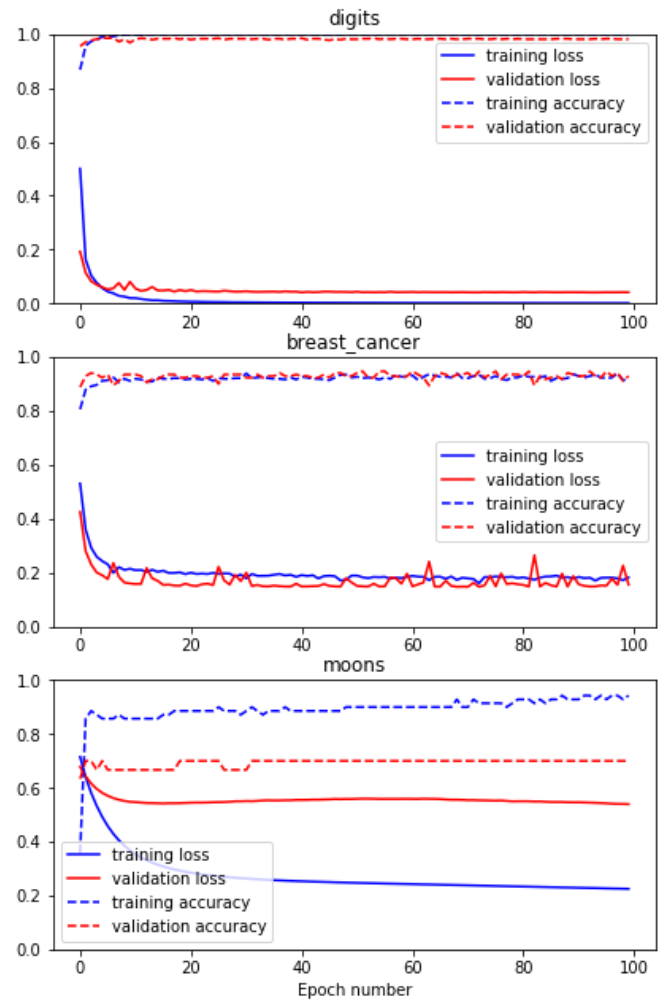 digits
1.0
0.8
0.6
0.4
0.2
0.0
training loss
validation loss
training accuracy
validation accuracy
0 20 40 60 80 100
breast_cancer
1.0
0.8
0.6
0.4
0.2
0.0
training loss
validation loss
training accuracy
validation accuracy
0 20 40 60 80 100
moons
1.0
0.8
0.6
0.4
0.2
0.0
training loss
validation loss
training accuracy
validation accuracy
0 20 40 60 80 100
Epoch number